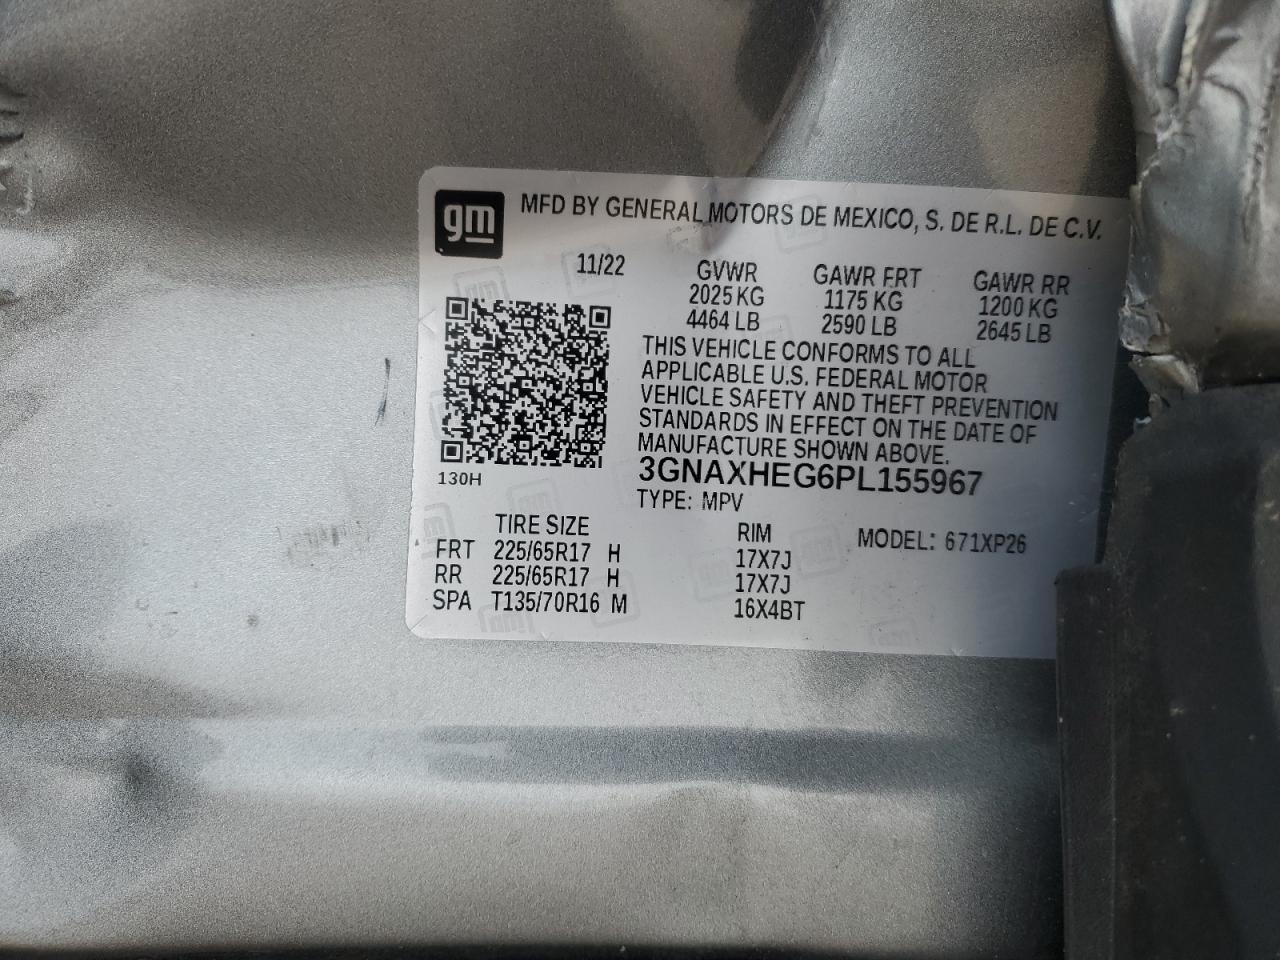 gm MFD BY GENERAL MOTORS DE MEXICO, S. DE R.L. DE C.V.
11/22 GVWR GAWR FRT GAWR RR
2025 KG 1175 KG 1200 KG
4464 LB 2590 LB 2645 LB
THIS VEHICLE CONFORMS TO ALL
APPLICABLE U.S. FEDERAL MOTOR
VEHICLE SAFETY AND THEFT PREVENTION
STANDARDS IN EFFECT ON THE DATE OF
MANUFACTURE SHOWN ABOVE.
130H 3GNAXHEG6PL155967
TYPE: MPV
TIRE SIZE RIM MODEL: 671XP26
FRT 225/65R17 H 17X7J
RR 225/65R17 H 17X7J
SPA T135/70R16 M 16X4BT